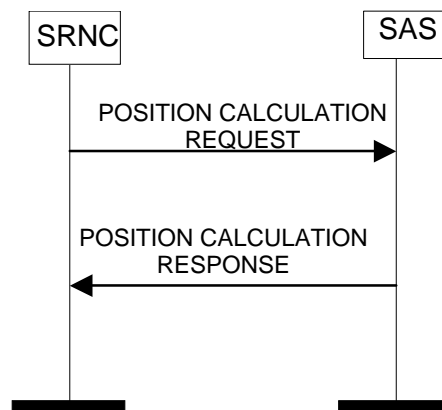 SRNC
SAS
POSITION CALCULATION
REQUEST
POSITION CALCULATION
RESPONSE